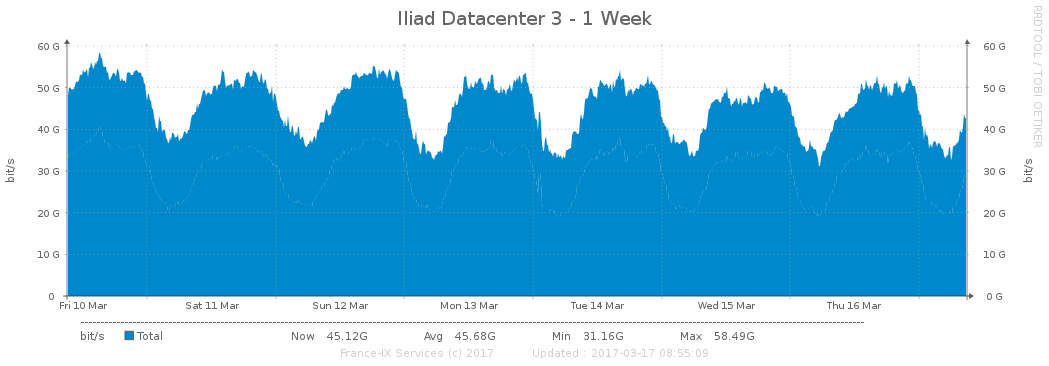 Iliad Datacenter 3 - 1 Week
RRDTOOL / TOBI OETIKER
60 G 60 G
50 G 50 G
40 G 40 G
30 G 30 G
20 G 20 G
10 G 10 G
0 0 G
bit/s bit/s
Fri 10 Mar Sat 11 Mar Sun 12 Mar Mon 13 Mar Tue 14 Mar Wed 15 Mar Thu 16 Mar
bit/s Total Now 45.12G Avg 45.68G Min 31.16G Max 58.49G
France-IX Services (c) 2017 Updated : 2017-03-17 08:55:09